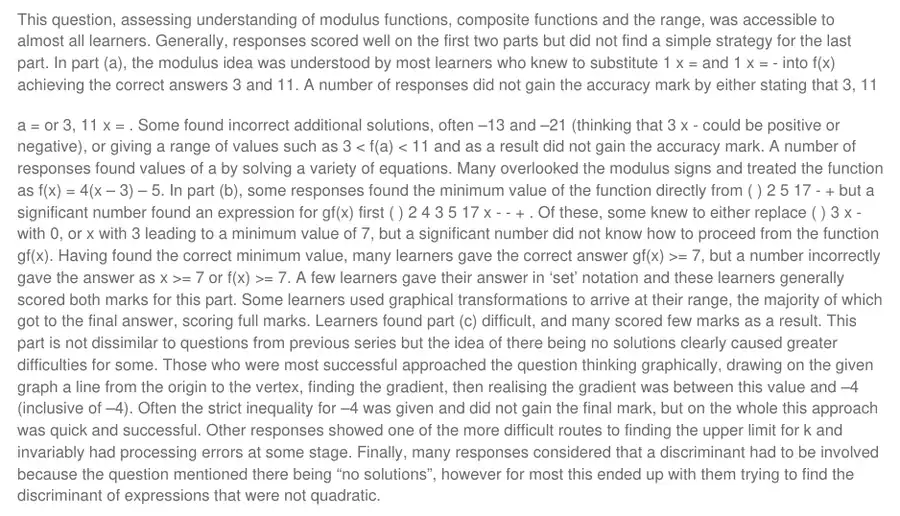 This question, assessing understanding of modulus functions, composite functions and the range, was accessible to
almost all learners. Generally, responses scored well on the first two parts but did not find a simple strategy for the last
part. In part (a), the modulus idea was understood by most learners who knew to substitute 1 x = and 1 x = - into f(x)
achieving the correct answers 3 and 11. A number of responses did not gain the accuracy mark by either stating that 3, 11
a = or 3, 11 x = . Some found incorrect additional solutions, often –13 and –21 (thinking that 3 x - could be positive or
negative), or giving a range of values such as 3 < f(a) < 11 and as a result did not gain the accuracy mark. A number of
responses found values of a by solving a variety of equations. Many overlooked the modulus signs and treated the function
as f(x) = 4(x – 3) – 5. In part (b), some responses found the minimum value of the function directly from ( ) 2 5 17 - + but a
significant number found an expression for gf(x) first ( ) 2 4 3 5 17 x - - + . Of these, some knew to either replace ( ) 3 x -
with 0, or x with 3 leading to a minimum value of 7, but a significant number did not know how to proceed from the function
gf(x). Having found the correct minimum value, many learners gave the correct answer gf(x) >= 7, but a number incorrectly
gave the answer as x >= 7 or f(x) >= 7. A few learners gave their answer in ‘set’ notation and these learners generally
scored both marks for this part. Some learners used graphical transformations to arrive at their range, the majority of which
got to the final answer, scoring full marks. Learners found part (c) difficult, and many scored few marks as a result. This
part is not dissimilar to questions from previous series but the idea of there being no solutions clearly caused greater
difficulties for some. Those who were most successful approached the question thinking graphically, drawing on the given
graph a line from the origin to the vertex, finding the gradient, then realising the gradient was between this value and –4
(inclusive of –4). Often the strict inequality for –4 was given and did not gain the final mark, but on the whole this approach
was quick and successful. Other responses showed one of the more difficult routes to finding the upper limit for k and
invariably had processing errors at some stage. Finally, many responses considered that a discriminant had to be involved
because the question mentioned there being “no solutions”, however for most this ended up with them trying to find the
discriminant of expressions that were not quadratic.